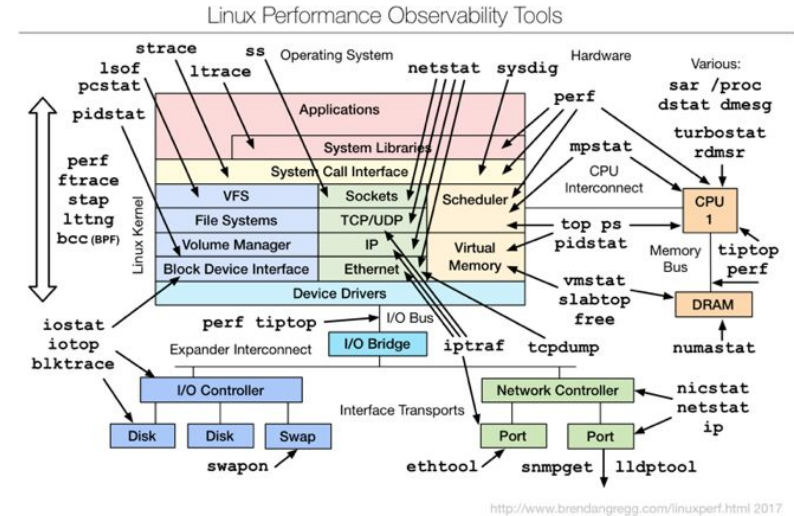 Linux Performance Observability Tools
strace
ss
Operating System
Hardware
Various:
lsof
ltrace
netstat
sysdig
sar /proc
pcstat
dstat dmesg
pidstat
perf
Applications
turbostat
rdmsr
System Libraries
mpstat
System Call Interface
CPU
Interconnect
perf
ftrace
stap
lttng
bcc (BPF)
Linux Kernel
VFS
Sockets
Scheduler
CPU
1
File Systems
TCP/UDP
top ps
pidstat
Volume Manager
IP
Virtual
Memory
Memory
Bus
tiptop
perf
Block Device Interface
Ethernet
vmstat
slabtop
free
Device Drivers
DRAM
iostat
iotop
blktrace
perf tiptop
I/O Bus
numastat
Expander Interconnect
I/O Bridge
iptraf
tcpdump
I/O Controller
Network Controller
nicstat
netstat
ip
Interface Transports
Disk
Disk
Swap
Port
Port
swapon
ethtool
snmpget
lldptool
http://www.brendangregg.com/linuxperf.html 2017